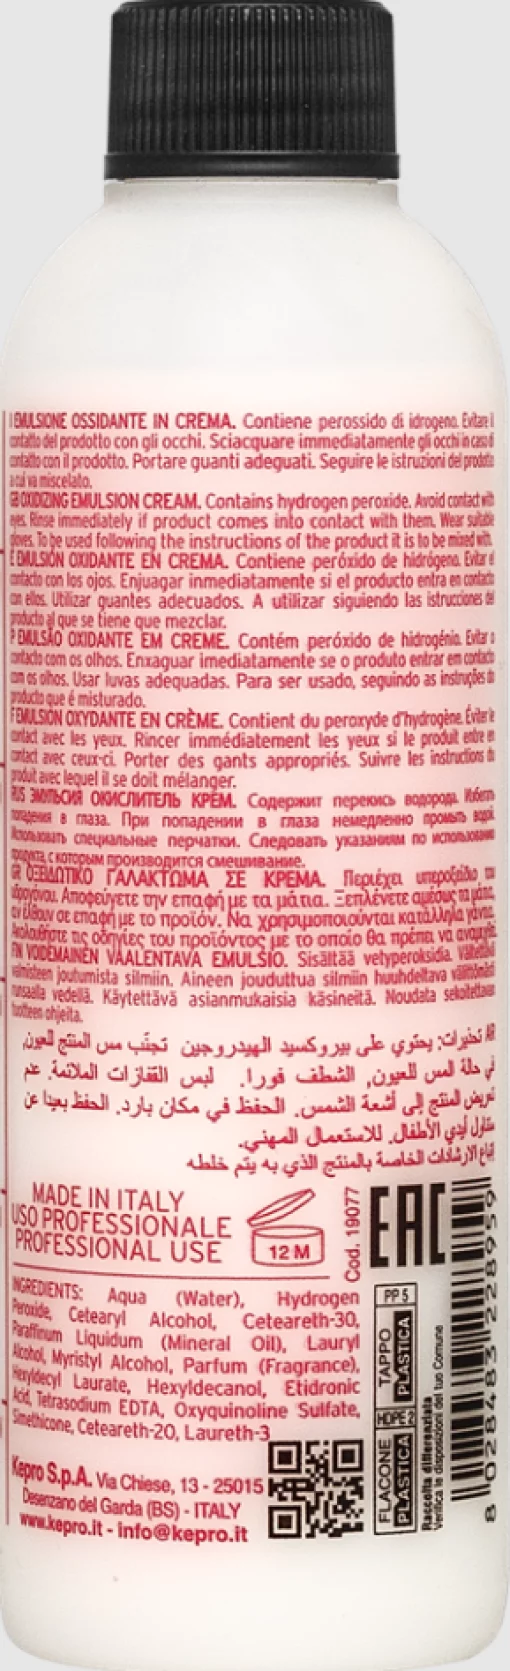 I EMULSIONE OSSIDANTE IN CREMA. Contiene perossido di idrogeno. Evitare il
contatto del prodotto con gli occhi. Sciacquare immediatamente gli occhi in caso di
contatto con il prodotto. Portare guanti adeguati. Seguire le istruzioni del prodotto
a cui va miscelato.
GB OXIDIZING EMULSION CREAM. Contains hydrogen peroxide. Avoid contact with
eyes. Rinse immediately if product comes into contact with them. Wear suitable
gloves. To be used following the instructions of the product it is to be mixed with.
E EMULSIÓN OXIDANTE EN CREMA. Contiene peróxido de hidrógeno. Evitar el
contacto con los ojos. Enjuagar inmediatamente si el producto entra en contacto
con ellos. Utilizar guantes adecuados. A utilizar siguiendo las istrucciones del
producto al que se tiene que mezclar.
P EMULSÃO OXIDANTE EM CREME. Contém peróxido de hidrogénio. Evitar o
contacto com os olhos. Enxaguar imediatamente se o produto entrar em contacto
com os olhos. Usar luvas adequadas. Para ser usado, seguindo as instruções do
producto que é misturado.
F EMULSION OXYDANTE EN CRÈME. Contient du peroxyde d'hydrogène. Éviter le
contact avec les yeux. Rincer immédiatement les yeux si le produit entre en
contact avec ceux-ci. Porter des gants appropriés. Suivre les instructions du
produit avec lequel il se doit mélanger.
RUS ЭМУЛЬСИЯ ОКИСЛИТЕЛЬ КРЕМ. Содержит перекись водорода. Избегать
попадения в глаза. При попадении в глаза немедленно промыть водой.
Использовать специальные перчатки. Следовать указаниям по использованию
продукта, с которым производится смешивание.
GR ΟΞΕΙΔΩΤΙΚΟ ΓΑΛΑΚΤΩΜΑ ΣΕ ΚΡΕΜΑ. Περιέχει υπεροξείδιο του
υδρογόνου. Αποφεύγετε την επαφή με τα μάτια. Ξεπλένετε αμέσως τα μάτια,
αν έλθουν σε επαφή με το προϊόν. Να χρησιμοποιούνται κατάλληλα γάντια.
Ακολουθήστε τις οδηγίες του προϊόντος με το οποίο θα πρέπει να αναμιχθεί.
FIN VOIDEMAINEN VAALENTAVA EMULSIO. Sisältää vetyperoksidia. Vältettävä
valmisteen joutumista silmiin. Aineen jouduttua silmiin huuhdeltava välittömästi
runsaalla vedellä. Käytettävä asianmukaisia käsineitä. Noudata sekoitettavan
tuotteen ohjeita.
AR تحذيرات: يحتوي على بيروكسيد الهيدروجين تجنّب مس المنتج للعيون,
في حالة المس للعيون, الشطف فورا. لبس القفازات الملائمة. عدم
تعريض المنتج إلى أشعة الشمس. الحفظ في مكان بارد. الحفظ بعيدا عن
متناول أيدي الأطفال. للاستعمال المهني.
إتباع الارشادات الخاصة بالمنتج الذي به يتم خلطه
MADE IN ITALY
USO PROFESSIONALE
PROFESSIONAL USE
12 M
Cod. 19077
EAC
INGREDIENTS: Aqua (Water), Hydrogen
Peroxide, Cetearyl Alcohol, Ceteareth-30,
Paraffinum Liquidum (Mineral Oil), Lauryl
Alcohol, Myristyl Alcohol, Parfum (Fragrance),
Hexyldecyl Laurate, Hexyldecanol, Etidronic
Acid, Tetrasodium EDTA, Oxyquinoline Sulfate,
Simethicone, Ceteareth-20, Laureth-3
Kepro S.p.A. Via Chiese, 13 - 25015
Desenzano del Garda (BS) - ITALY
www.kepro.it - info@kepro.it
PP 5
TAPPO
PLASTICA
HDPE 2
FLACONE
PLASTICA
Raccolta differenziata
Verifica le disposizioni del tuo Comune
8 028483 228959